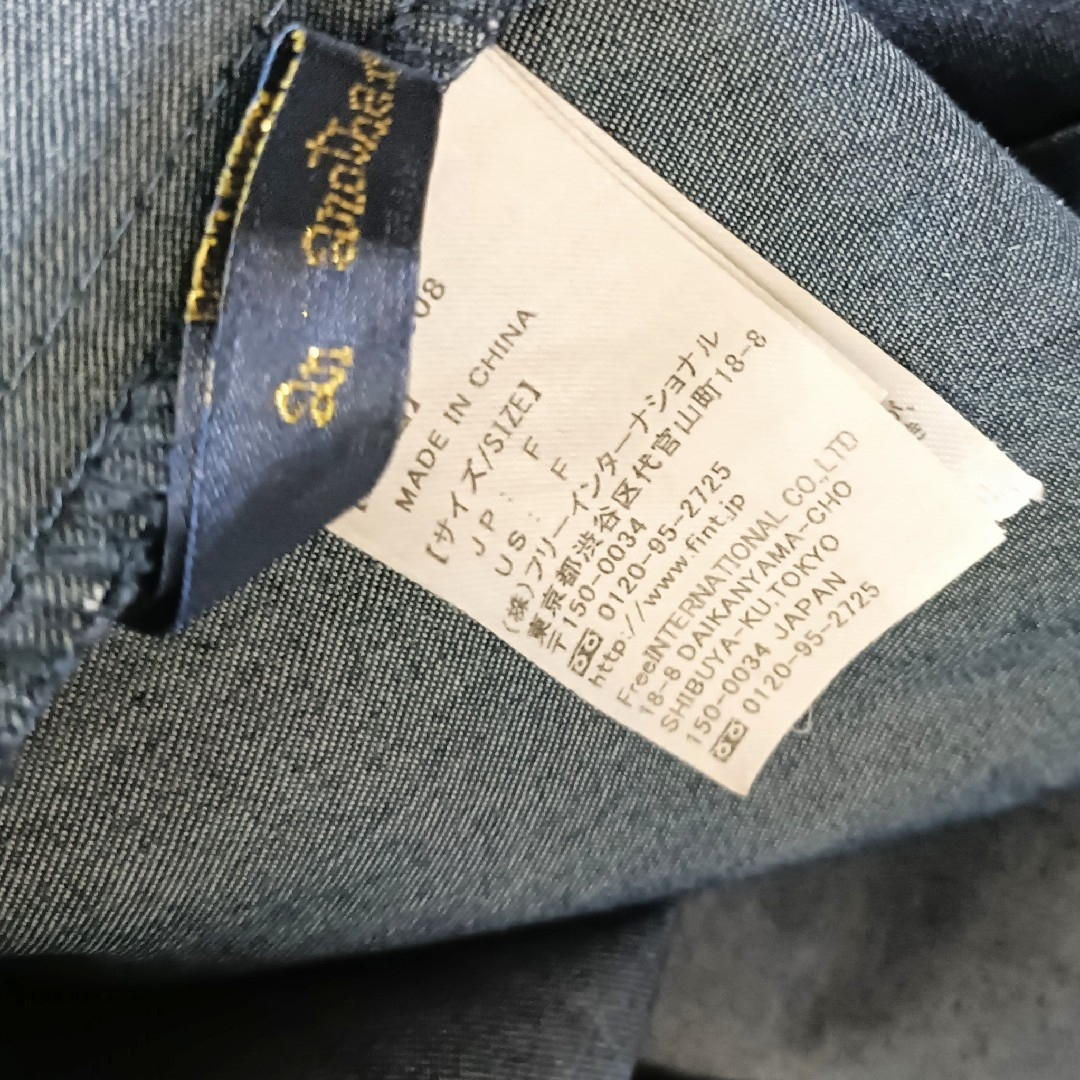 An another
08
】
MADE IN CHINA
【サイズ/SIZE】
JP: F
US: F
(株)フリーインターナショナル
東京都渋谷区代官山町18-8
〒150-0034
0120-95-2725
http://www.fint.jp
FreeINTERNATIONAL CO.,LTD
18-8 DAIKANYAMA-CHO
SHIBUYA-KU,TOKYO
150-0034 JAPAN
0120-95-2725